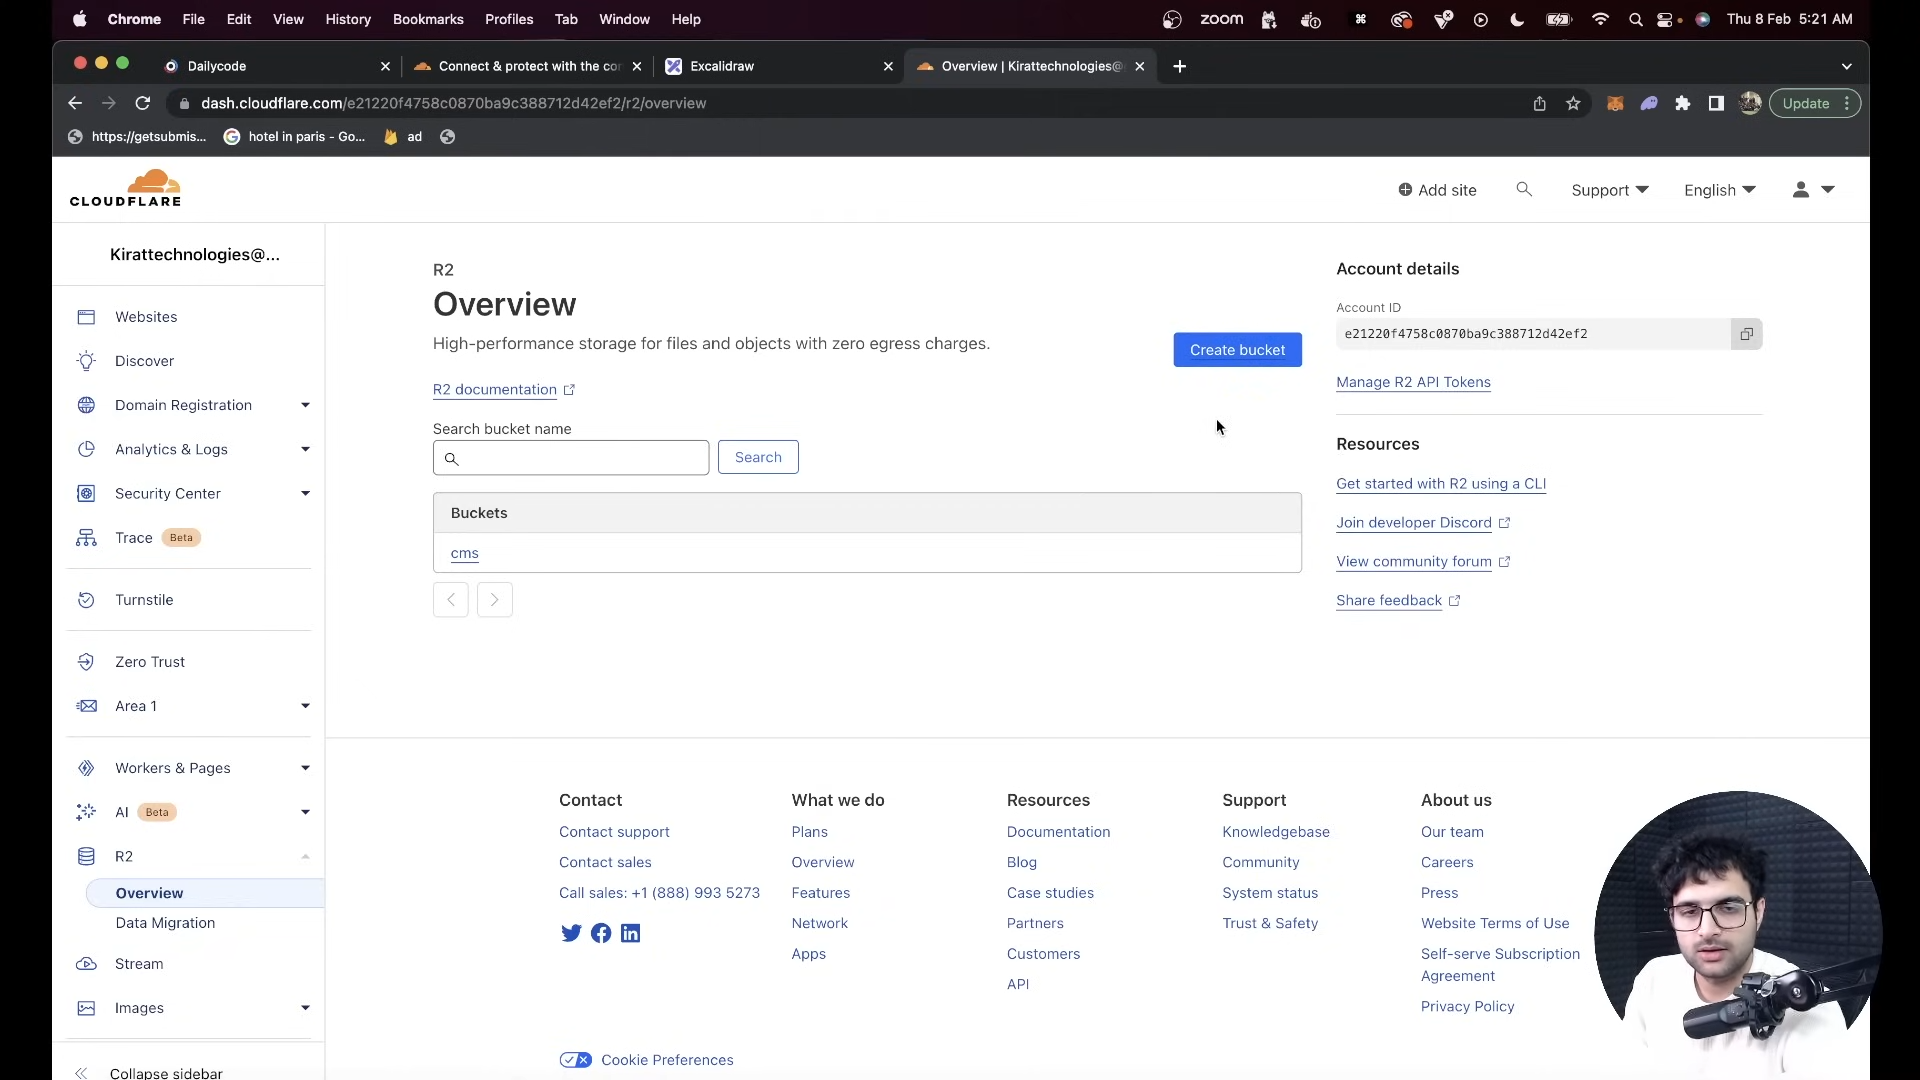 Chrome File Edit View History Bookmarks Profiles Tab Window Help
zoom
Thu 8 Feb 5:21 AM
Dailycode
Connect & protect with the co
Excalidraw
Overview | Kirattechnologies@
dash.cloudflare.com/e21220f4758c0870ba9c388712d42ef2/r2/overview
Update
https://getsubmis...
hotel in paris - Go...
ad
CLOUDFLARE
Add site
Support
English
Kirattechnologies@...
Websites
Discover
Domain Registration
Analytics & Logs
Security Center
Trace Beta
Turnstile
Zero Trust
Area 1
Workers & Pages
AI Beta
R2
Overview
Data Migration
Stream
Images
Collapse sidebar
R2
Overview
High-performance storage for files and objects with zero egress charges.
Create bucket
R2 documentation
Search bucket name
Search
Buckets
cms
Account details
Account ID
e21220f4758c0870ba9c388712d42ef2
Manage R2 API Tokens
Resources
Get started with R2 using a CLI
Join developer Discord
View community forum
Share feedback
Contact
Contact support
Contact sales
Call sales: +1 (888) 993 5273
What we do
Plans
Overview
Features
Network
Apps
Resources
Documentation
Blog
Case studies
Partners
Customers
API
Support
Knowledgebase
Community
System status
Trust & Safety
About us
Our team
Careers
Press
Website Terms of Use
Self-serve Subscription
Agreement
Privacy Policy
Cookie Preferences